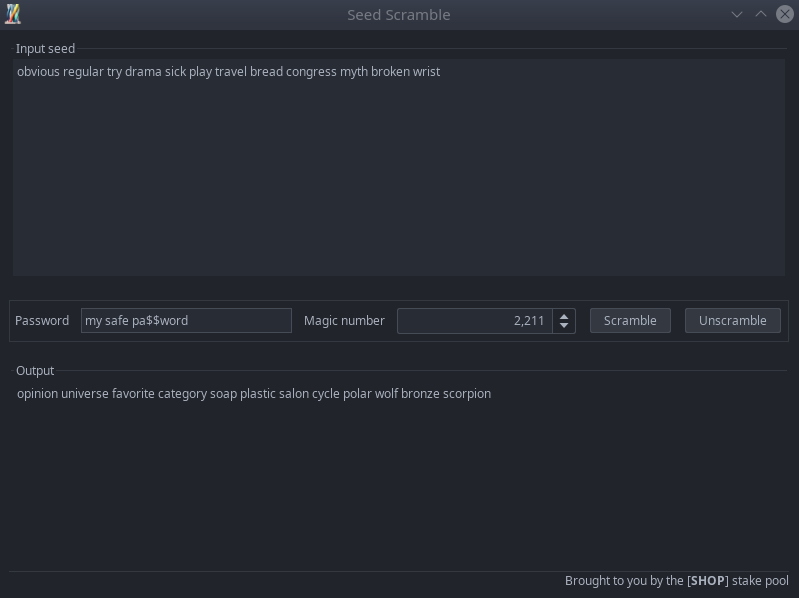 Seed Scramble
Input seed
obvious regular try drama sick play travel bread congress myth broken wrist
Password my safe pa$$word Magic number 2,211 Scramble Unscramble
Output
opinion universe favorite category soap plastic salon cycle polar wolf bronze scorpion
Brought to you by the [SHOP] stake pool